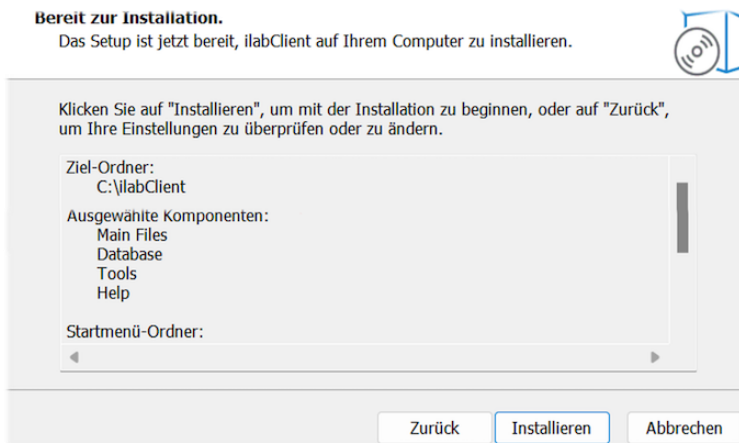 Bereit zur Installation.
Das Setup ist jetzt bereit, ilabClient auf Ihrem Computer zu installieren.
Klicken Sie auf "Installieren", um mit der Installation zu beginnen, oder auf "Zurück",
um Ihre Einstellungen zu überprüfen oder zu ändern.
Ziel-Ordner:
C:\ilabClient
Ausgewählte Komponenten:
Main Files
Database
Tools
Help
Startmenü-Ordner:
Zurück
Installieren
Abbrechen